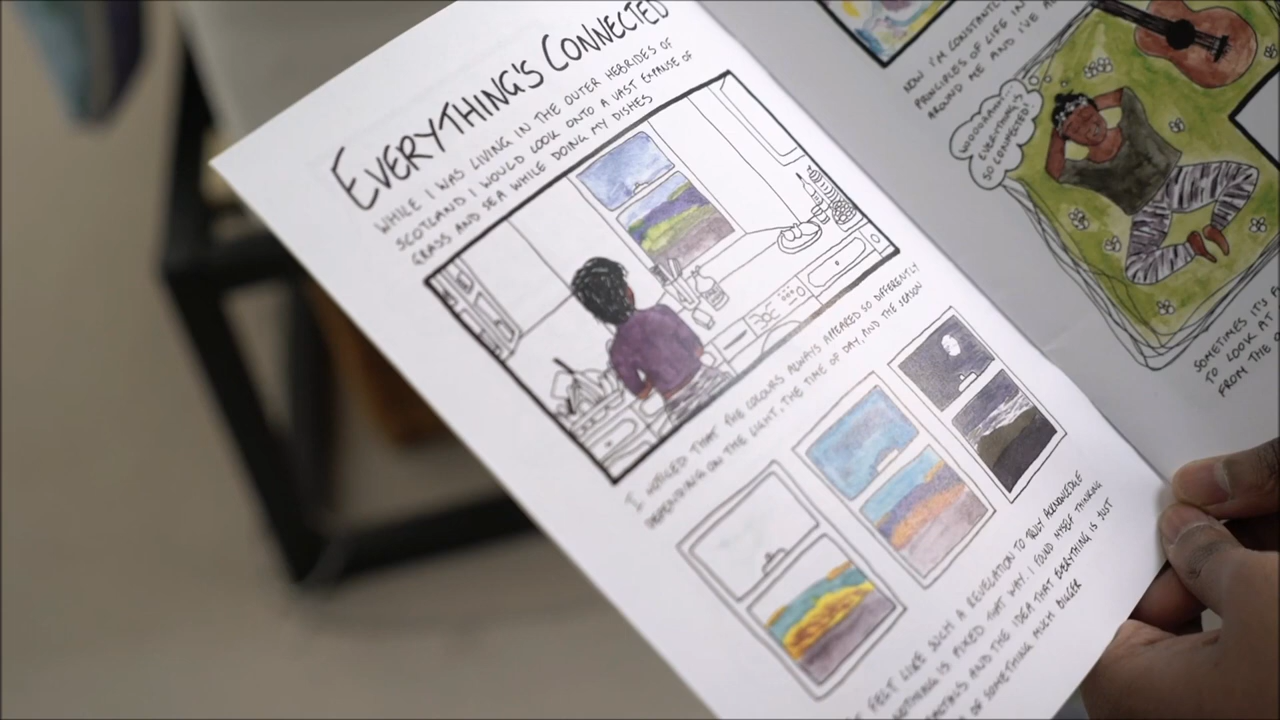 EVERYTHING'S CONNECTED
WHILE I WAS LIVING IN THE OUTER HEBRIDES OF
SCOTLAND I WOULD LOOK ONTO A VAST EXPANSE OF
GRASS AND SEA WHILE DOING MY DISHES
I NOTICED THAT THE COLOURS ALWAYS APPEARED SO DIFFERENTLY
DEPENDING ON THE LIGHT, THE TIME OF DAY, AND THE SEASON
FELT LIKE SUCH A REVELATION TO TRULY ACKNOWLEDGE
NOTHING IS FIXED THAT WAY. I FOUND MYSELF THINKING
AND THE IDEA THAT EVERYTHING IS JUST
OF SOMETHING MUCH BIGGER
NOW I'M CONSTANTLY
PRINCIPLES OF LIFE IN
AROUND ME AND I'VE
WOOOAHHH
EVERYTHING IS
SO CONNECTED!
SOMETIMES IT'S
TO LOOK AT
FROM THE